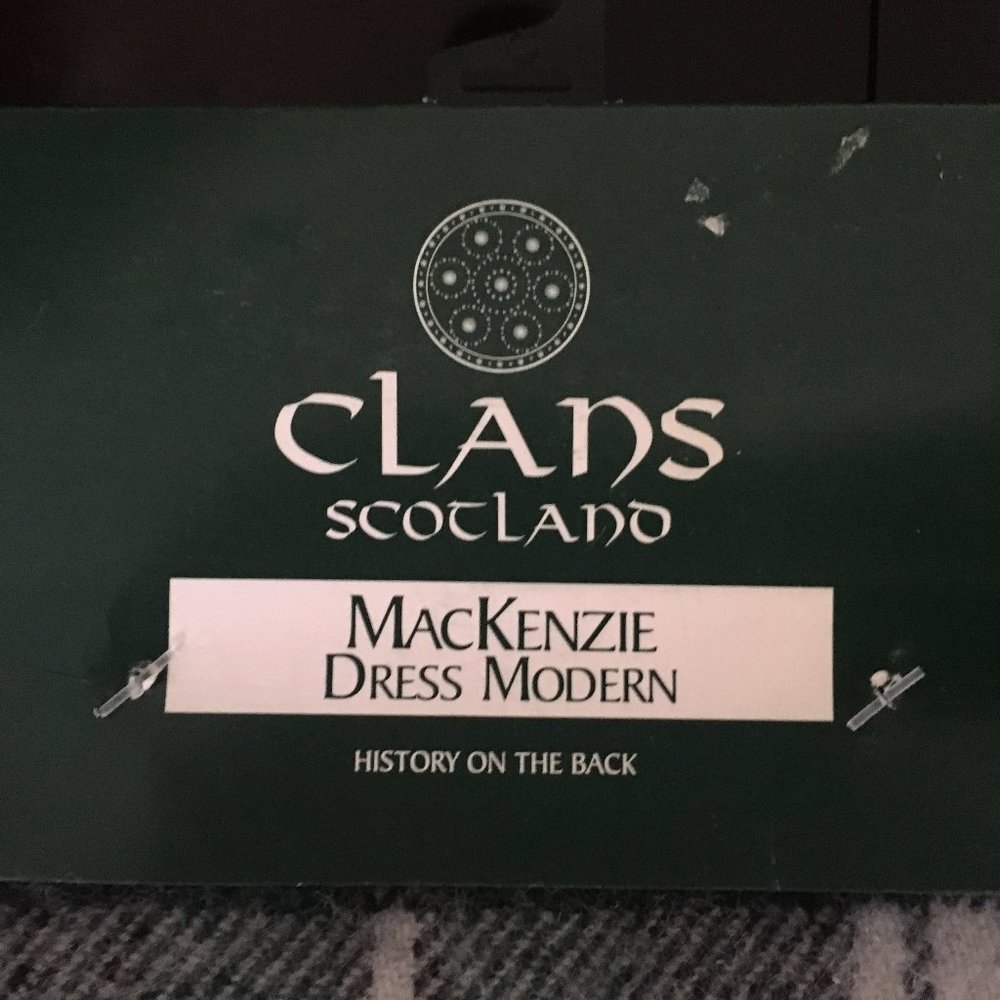 CLANS
SCOTLAND
MACKENZIE
DRESS MODERN
HISTORY ON THE BACK